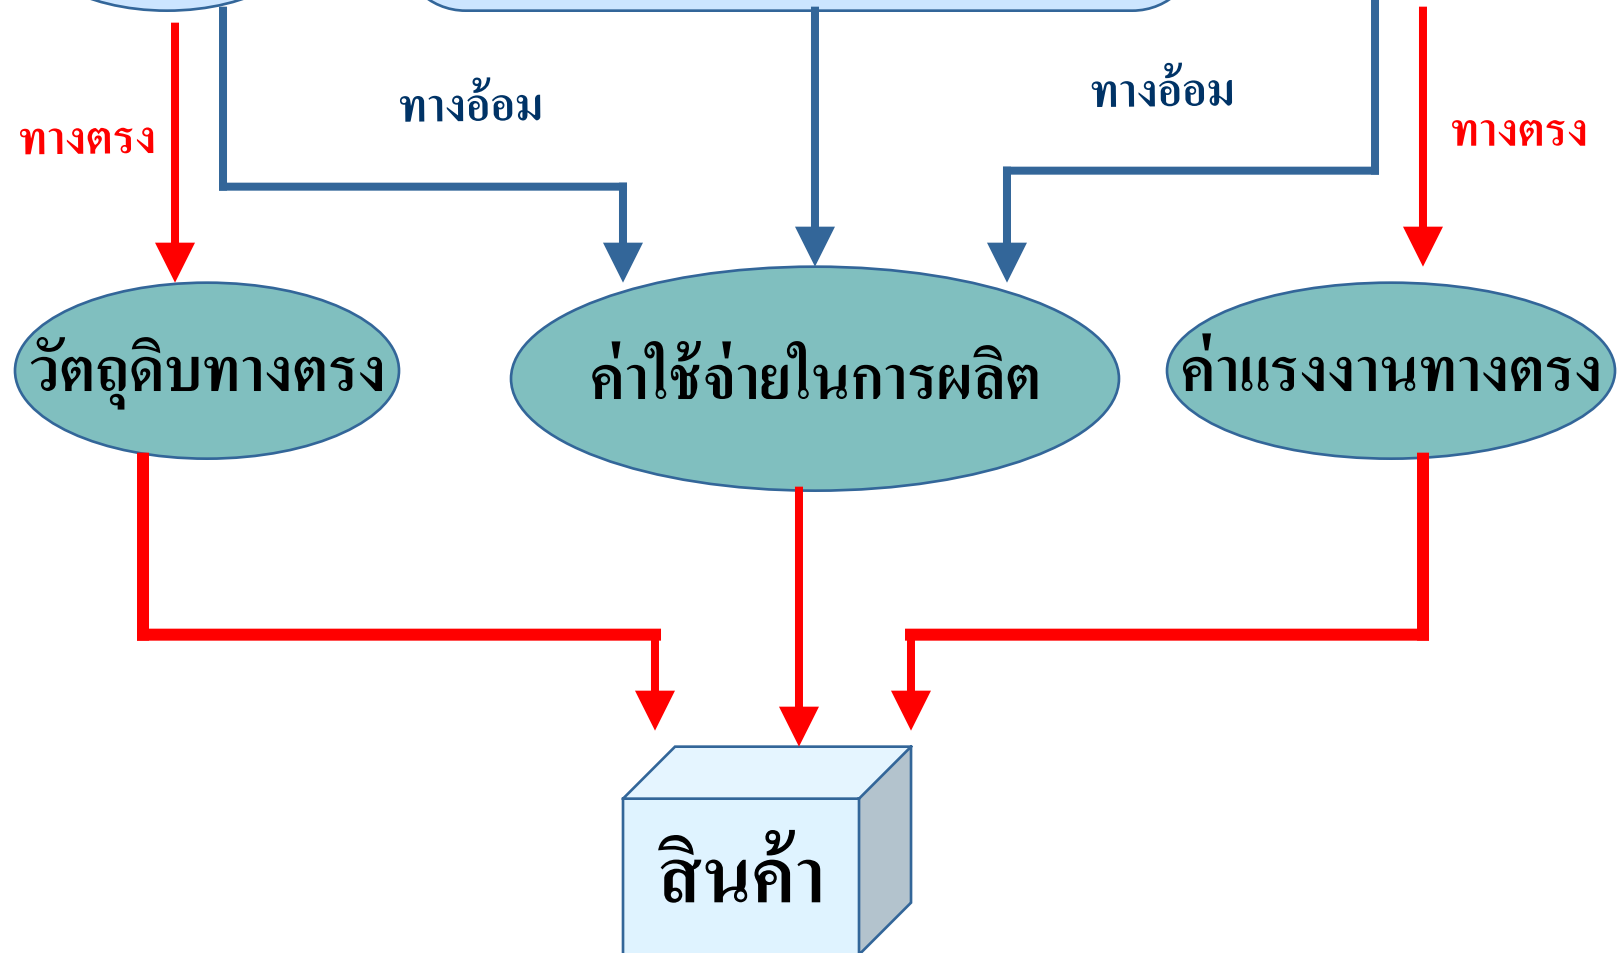 ทางอ้อม
ทางอ้อม
ทางตรง
ทางตรง
วัตถุดิบทางตรง
ค่าใช้จ่ายในการผลิต
ค่าแรงงานทางตรง
สินค้า